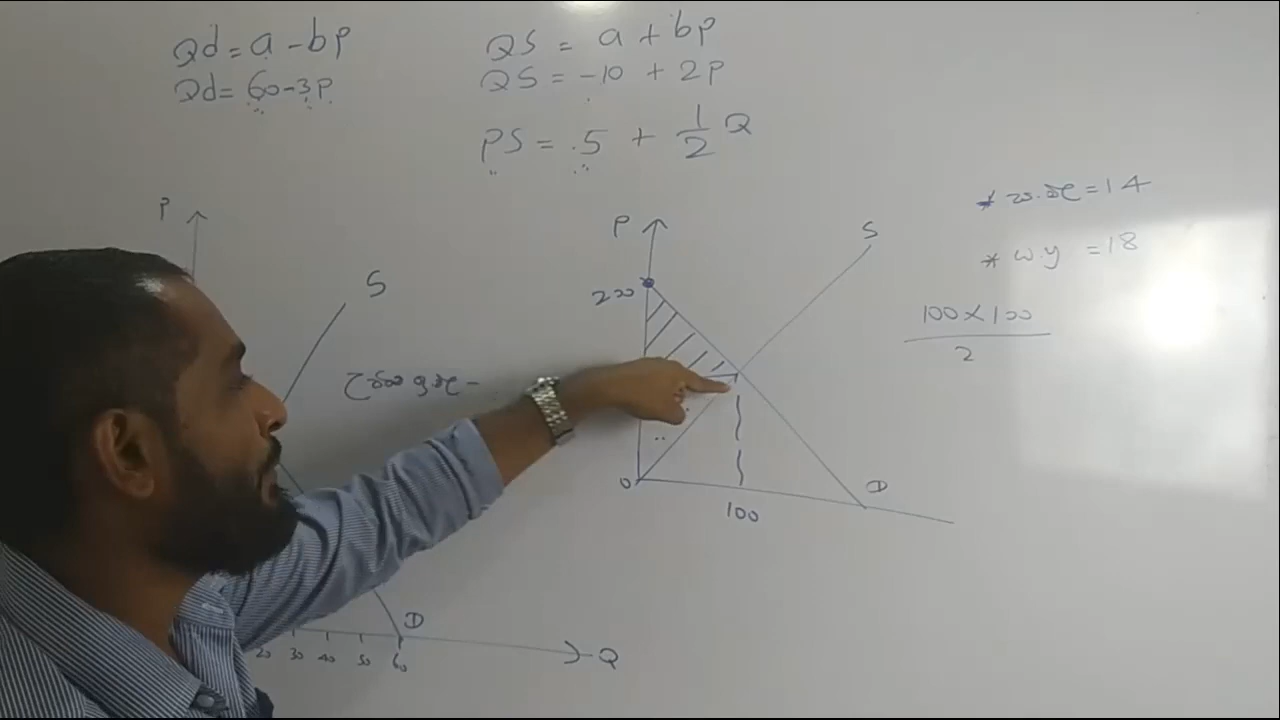 Qd = a - bP
Qd = 60 - 3P
QS = a + bP
QS = -10 + 2P
PS = .5 + 1/2 Q
P
S
20 30 40 50 60
D
Q
P
S
200
0
100
D
= 14
* W.Y = 18
100 × 100
2